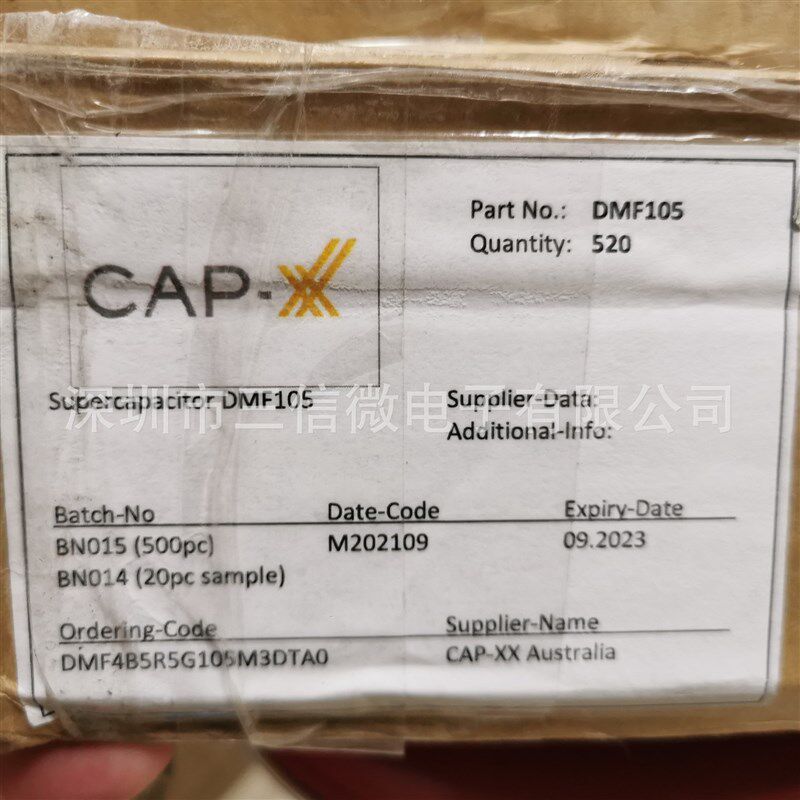 CAP-XX
Part No.: DMF105
Quantity: 520
Supercapacitor DMF105
Supplier-Data:
Additional-Info:
深圳市三信微电子有限公司
Batch-No Date-Code Expiry-Date
BN015 (500pc) M202109 09.2023
BN014 (20pc sample)
Ordering-Code Supplier-Name
DMF4B5R5G105M3DTA0 CAP-XX Australia